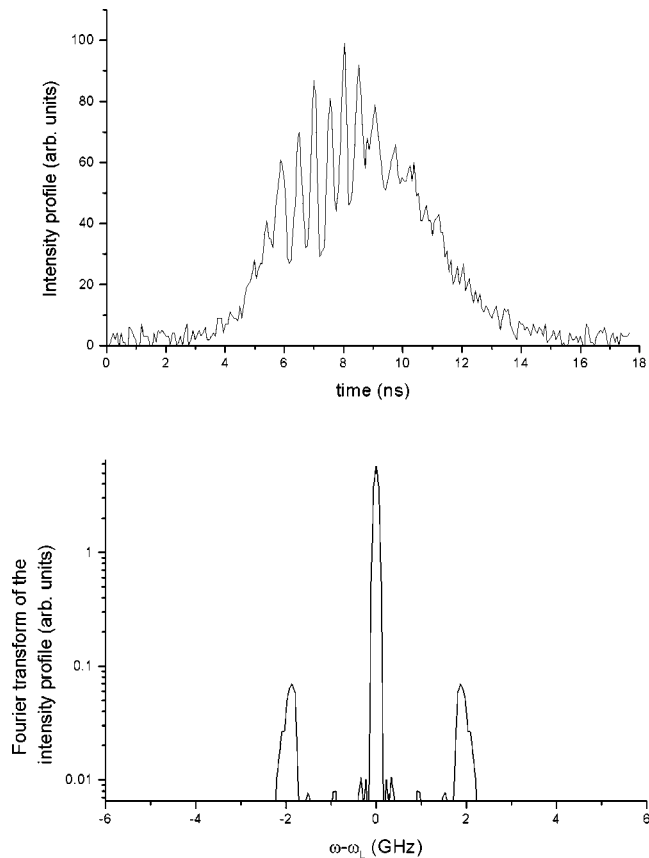 100
80
60
40
20
0
Intensity profile (arb. units)
0 2 4 6 8 10 12 14 16 18
time (ns)
1
0.1
0.01
Fourier transform of the
intensity profile (arb. units)
-6 -4 -2 0 2 4 6
ω-ωL (GHz)